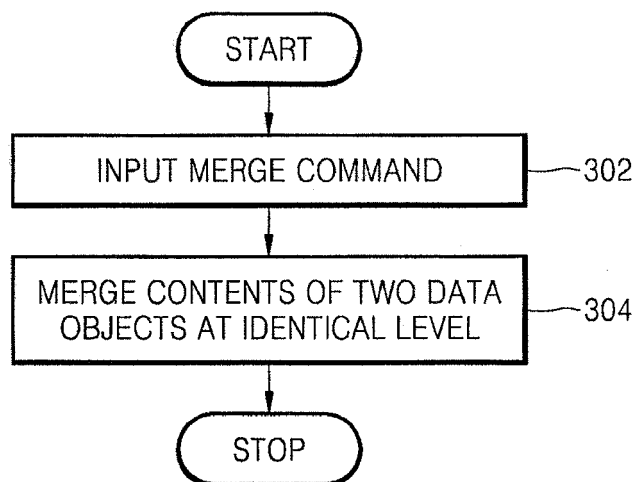 START
INPUT MERGE COMMAND
302
MERGE CONTENTS OF TWO DATA
OBJECTS AT IDENTICAL LEVEL
304
STOP